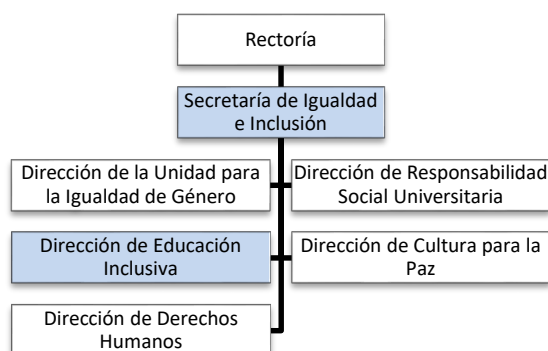 Rectoría
Secretaría de Igualdad
e Inclusión
Dirección de la Unidad para
la Igualdad de Género
Dirección de Responsabilidad
Social Universitaria
Dirección de Educación
Inclusiva
Dirección de Cultura para la
Paz
Dirección de Derechos
Humanos